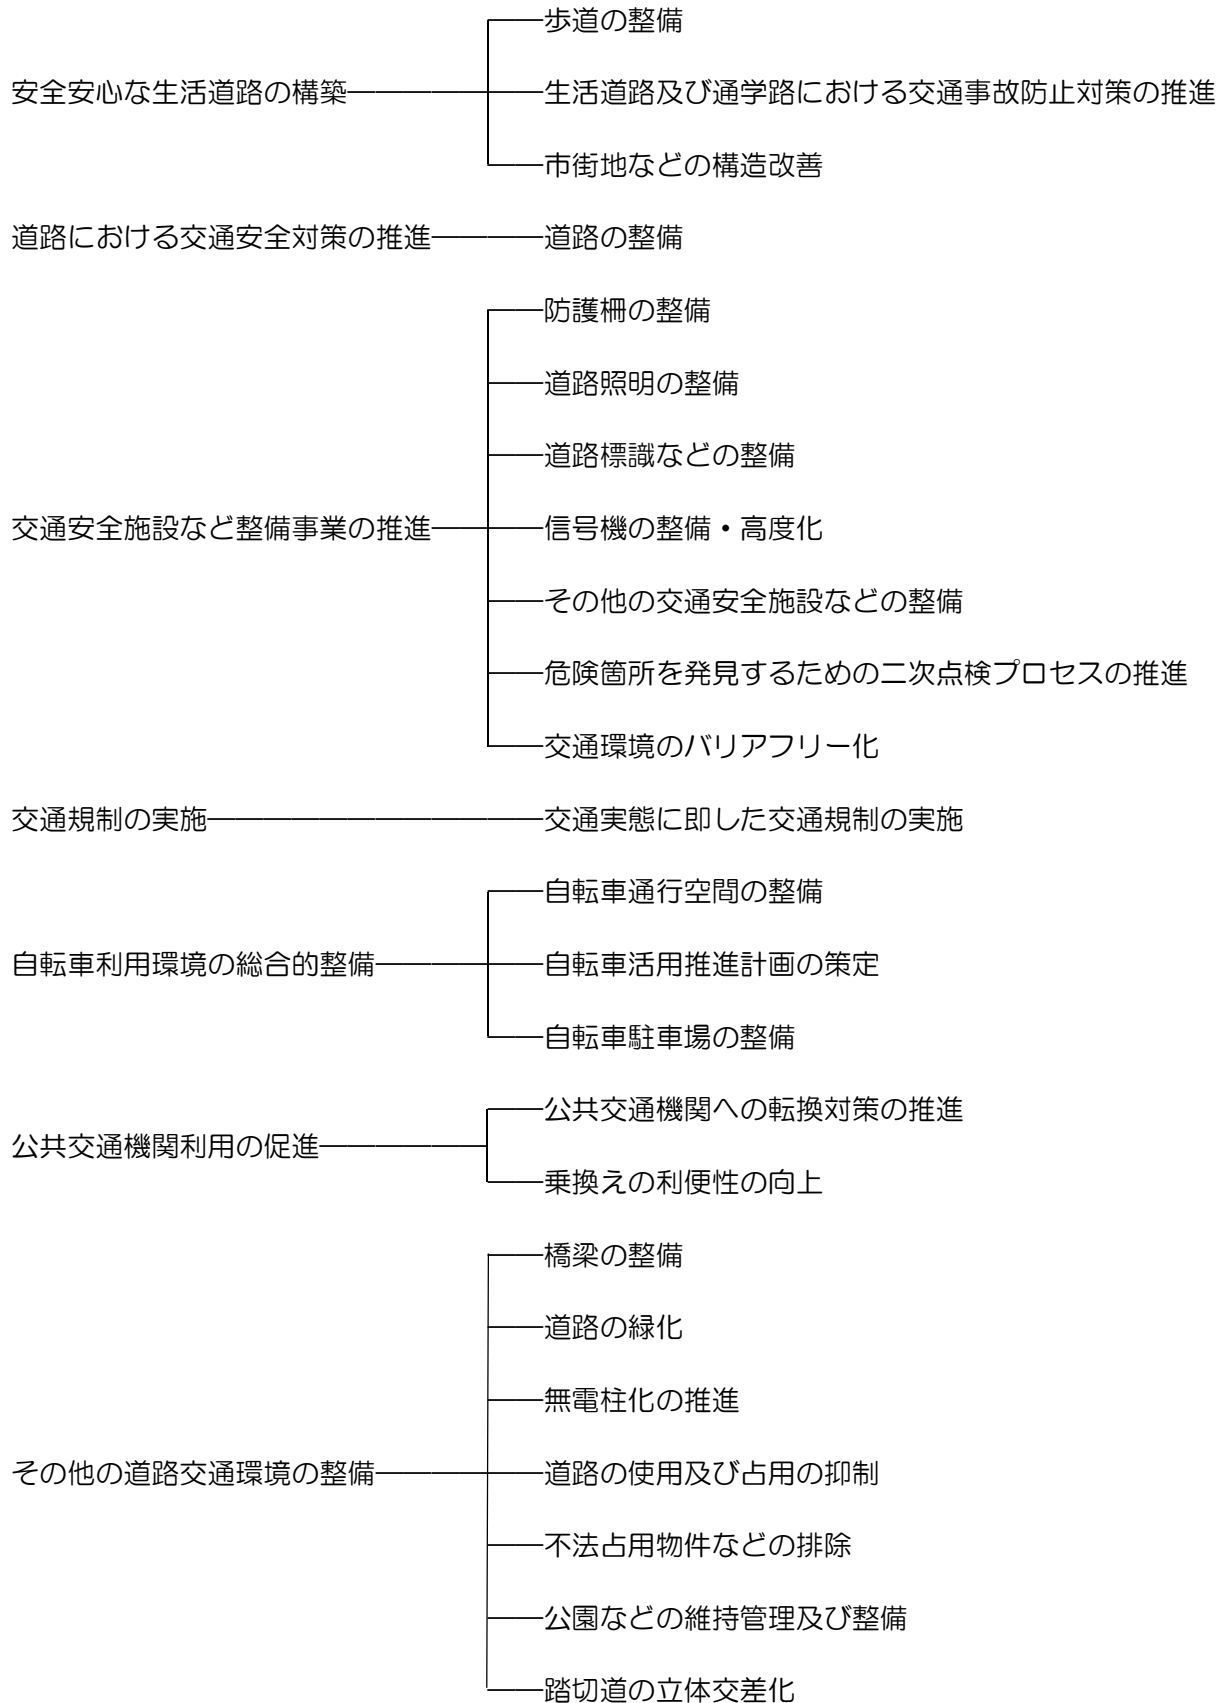 歩道の整備
安全安心な生活道路の構築
生活道路及び通学路における交通事故防止対策の推進
市街地などの構造改善
道路における交通安全対策の推進
道路の整備
防護柵の整備
道路照明の整備
道路標識などの整備
交通安全施設など整備事業の推進
信号機の整備・高度化
その他の交通安全施設などの整備
危険箇所を発見するための二次点検プロセスの推進
交通環境のバリアフリー化
交通規制の実施
交通実態に即した交通規制の実施
自転車通行空間の整備
自転車利用環境の総合的整備
自転車活用推進計画の策定
自転車駐車場の整備
公共交通機関への転換対策の推進
公共交通機関利用の促進
乗換えの利便性の向上
橋梁の整備
道路の緑化
無電柱化の推進
その他の道路交通環境の整備
道路の使用及び占用の抑制
不法占用物件などの排除
公園などの維持管理及び整備
踏切道の立体交差化